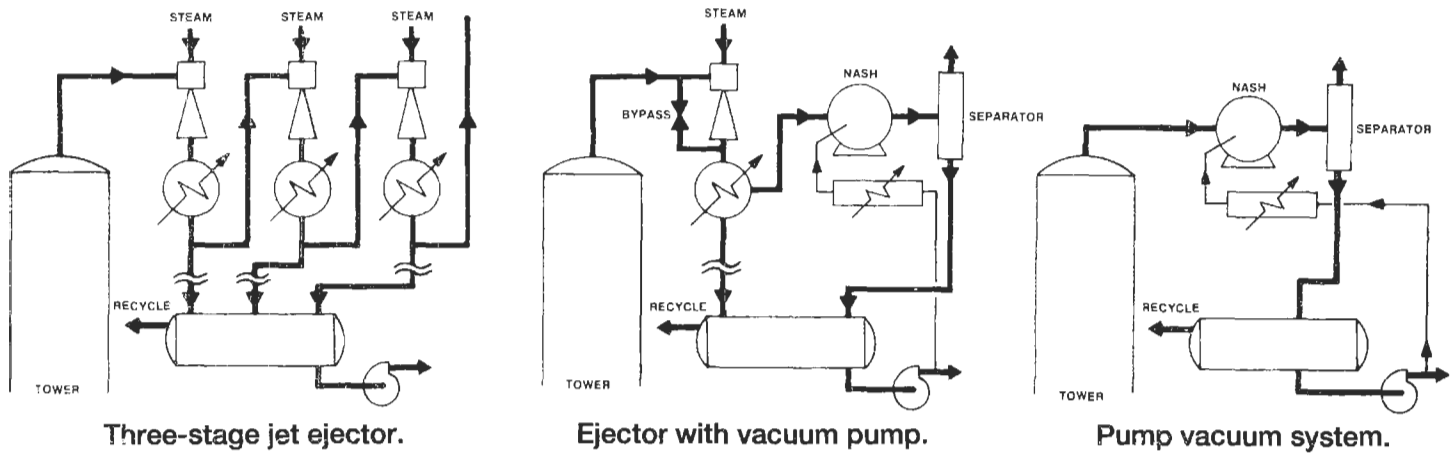 STEAM
STEAM
STEAM
RECYCLE
TOWER
Three-stage jet ejector.
STEAM
NASH
BYPASS
SEPARATOR
RECYCLE
TOWER
Ejector with vacuum pump.
NASH
SEPARATOR
RECYCLE
TOWER
Pump vacuum system.